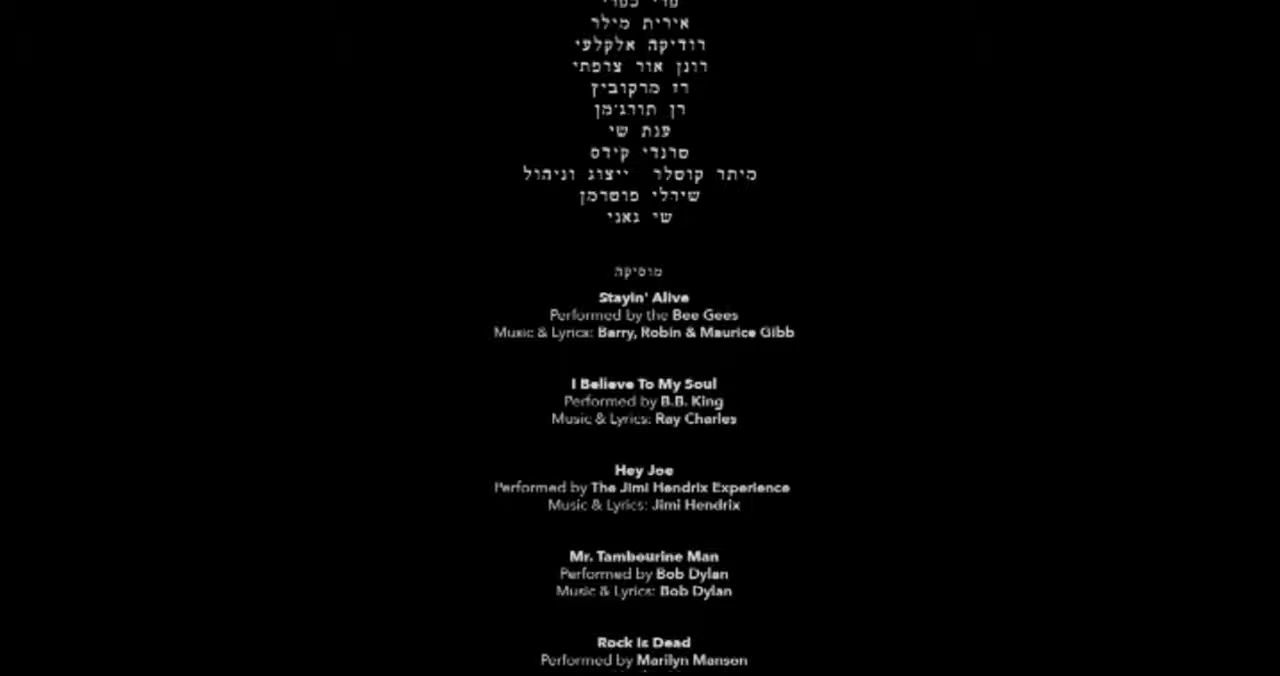 אירית מילר
רודיקה אלקלעי
רונן אור צרפתי
רז מרקוביץ
רן תורג'מן
ענת שי
טרנדי קידס
מיתר קוסלר ייצוג וניהול
שירלי פוטרמן
שי גאני
מוסיקה
Stayin' Alive
Performed by the Bee Gees
Music & Lyrics: Barry, Robin & Maurice Gibb
I Believe To My Soul
Performed by B.B. King
Music & Lyrics: Ray Charles
Hey Joe
Performed by The Jimi Hendrix Experience
Music & Lyrics: Jimi Hendrix
Mr. Tambourine Man
Performed by Bob Dylan
Music & Lyrics: Bob Dylan
Rock Is Dead
Performed by Marilyn Manson